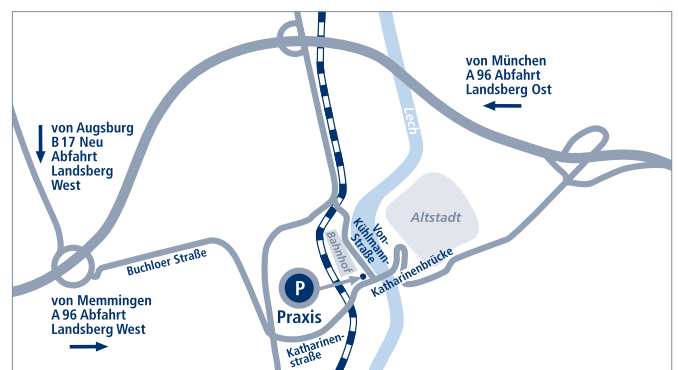 von München
A 96 Abfahrt
Landsberg Ost
Lech
von Augsburg
B 17 Neu
Abfahrt
Landsberg
West
Altstadt
Von-
Kühlmann-
Straße
Bahnhof
Buchloer Straße
Katharinenbrücke
P
Praxis
von Memmingen
A 96 Abfahrt
Landsberg West
Katharinen-
straße